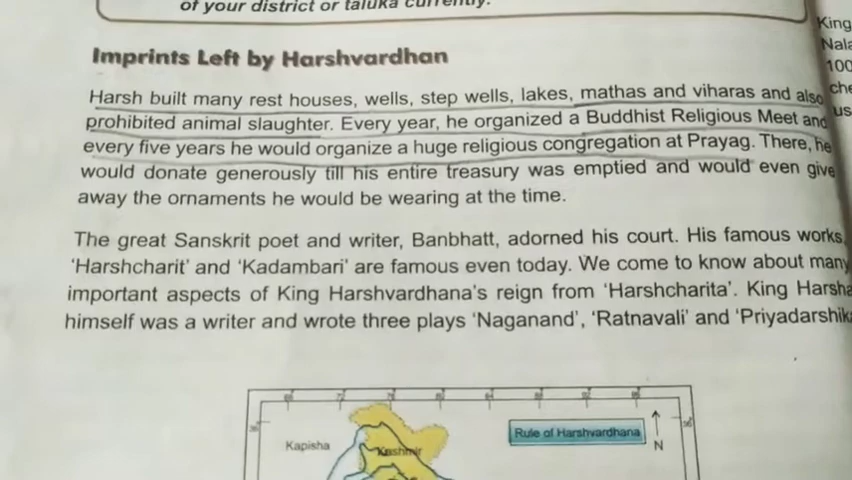 of your district or taluka currently.
Imprints Left by Harshvardhan
Harsh built many rest houses, wells, step wells, lakes, mathas and viharas and also
prohibited animal slaughter. Every year, he organized a Buddhist Religious Meet and
every five years he would organize a huge religious congregation at Prayag. There, he
would donate generously till his entire treasury was emptied and would even give
away the ornaments he would be wearing at the time.
The great Sanskrit poet and writer, Banbhatt, adorned his court. His famous works,
'Harshcharit' and 'Kadambari' are famous even today. We come to know about many
important aspects of King Harshvardhana's reign from 'Harshcharita'. King Harsha
himself was a writer and wrote three plays 'Naganand', 'Ratnavali' and 'Priyadarshik
King
Nala
100
che
us
Rule of Harshvardhana
Kapisha
Kashmir
N